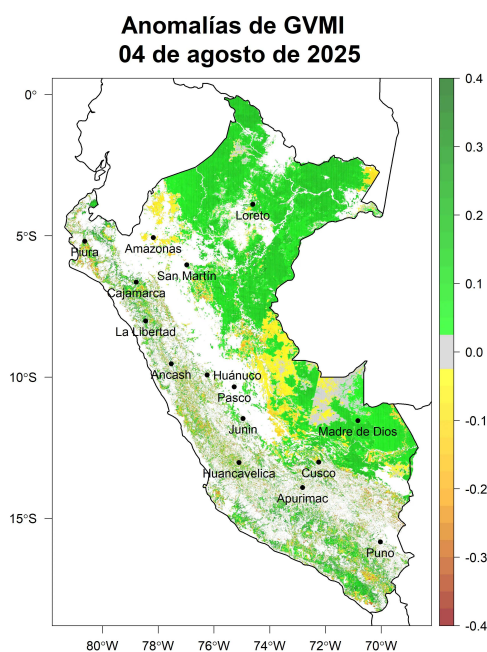 Anomalías de GVMI
04 de agosto de 2025
0°
5°S
10°S
15°S
80°W
78°W
76°W
74°W
72°W
70°W
Loreto
Piura
Amazonas
San Martín
Cajamarca
La Libertad
Ancash
Huánuco
Pasco
Junín
Madre de Dios
Huancavelica
Cusco
Apurimac
Puno
0.4
0.3
0.2
0.1
0.0
-0.1
-0.2
-0.3
-0.4